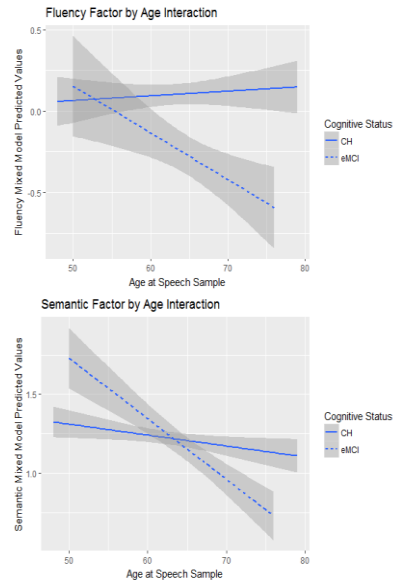 Fluency Factor by Age Interaction
Fluency Mixed Model Predicted Values
0.5
0.0
-0.5
50 60 70 80
Age at Speech Sample
Cognitive Status
CH
eMCI
Semantic Factor by Age Interaction
Semantic Mixed Model Predicted Values
1.5
1.0
50 60 70 80
Age at Speech Sample
Cognitive Status
CH
eMCI